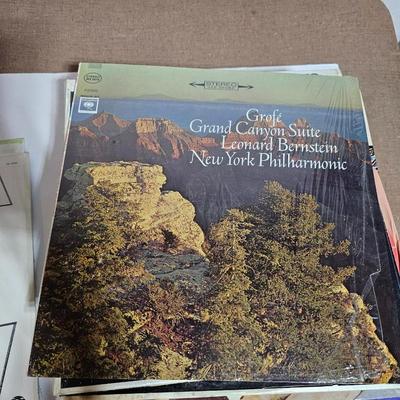 STEREO
Grofé
Grand Canyon Suite
Leonard Bernstein
New York Philharmonic